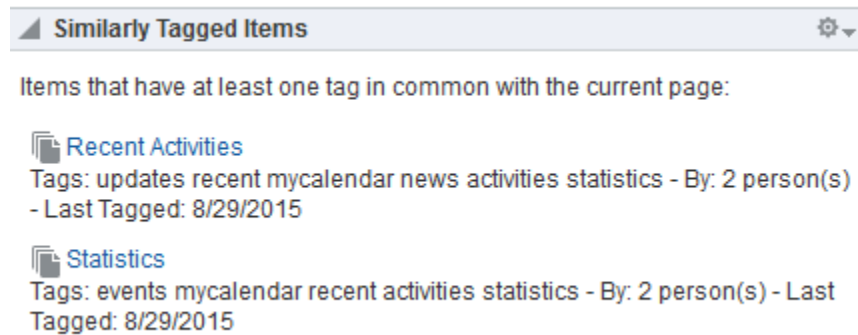 Similarly Tagged Items
Items that have at least one tag in common with the current page:
Recent Activities
Tags: updates recent mycalendar news activities statistics - By: 2 person(s)
- Last Tagged: 8/29/2015
Statistics
Tags: events mycalendar recent activities statistics - By: 2 person(s) - Last
Tagged: 8/29/2015